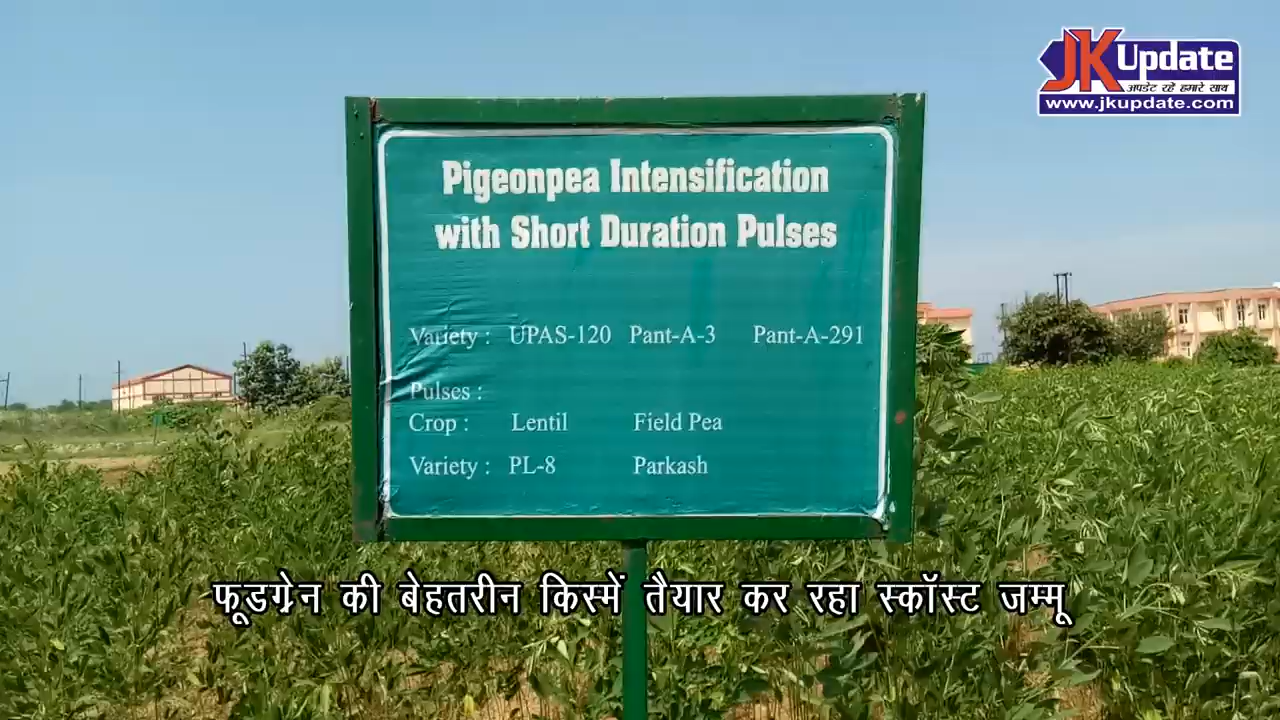 JK Update
अपडेट रहे हमारे साथ
www.jkupdate.com
Pigeonpea Intensification
with Short Duration Pulses
Variety : UPAS-120 Pant-A-3 Pant-A-291
Pulses :
Crop : Lentil Field Pea
Variety : PL-8 Parkash
फूडग्रेन की बेहतरीन किस्में तैयार कर रहा स्कॉस्ट जम्मू